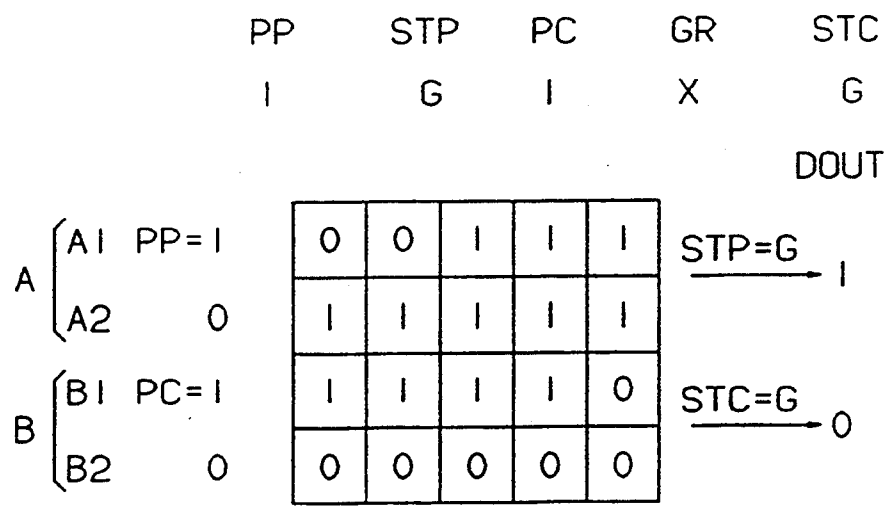 PP STP PC GR STC
1 G 1 X G
DOUT
A1 PP=1 0 0 1 1 1 STP=G 1
A
A2 0 1 1 1 1 1
B1 PC=1 1 1 1 1 0 STC=G 0
B
B2 0 0 0 0 0 0